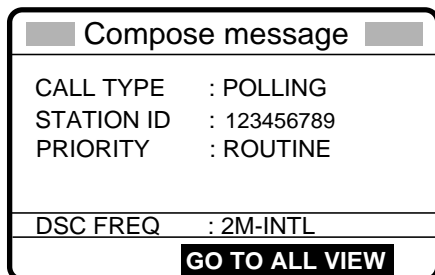 Compose message
CALL TYPE : POLLING
STATION ID : 123456789
PRIORITY : ROUTINE
DSC FREQ : 2M-INTL
GO TO ALL VIEW